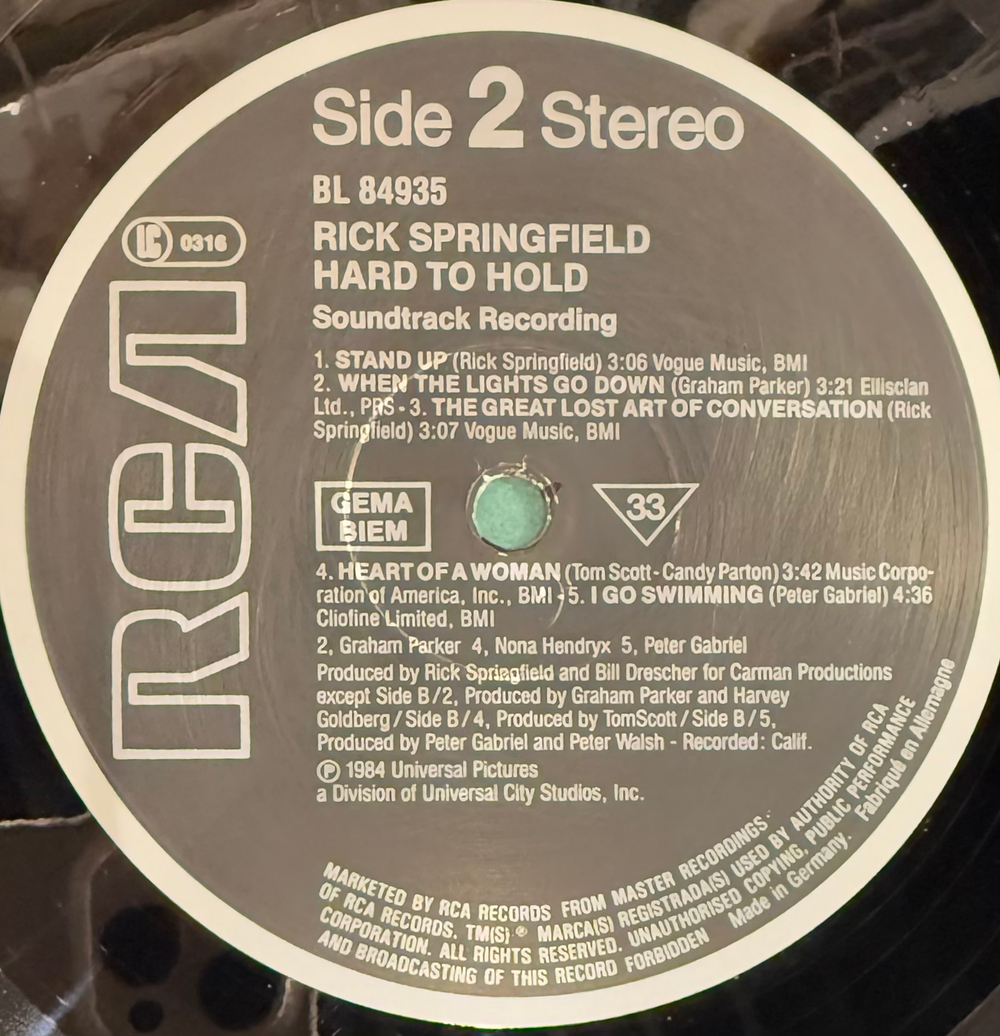 Side 2 Stereo
BL 84935
RICK SPRINGFIELD
HARD TO HOLD
Soundtrack Recording
LC 0316
RCA
1. STAND UP (Rick Springfield) 3:06 Vogue Music, BMI
2. WHEN THE LIGHTS GO DOWN (Graham Parker) 3:21 Ellisclan
Ltd., PRS - 3. THE GREAT LOST ART OF CONVERSATION (Rick
Springfield) 3:07 Vogue Music, BMI
GEMA
BIEM
33
4. HEART OF A WOMAN (Tom Scott - Candy Parton) 3:42 Music Corpo-
ration of America, Inc., BMI - 5. I GO SWIMMING (Peter Gabriel) 4:36
Cliofine Limited, BMI
2, Graham Parker 4, Nona Hendryx 5, Peter Gabriel
Produced by Rick Springfield and Bill Drescher for Carman Productions
except Side B/2, Produced by Graham Parker and Harvey
Goldberg / Side B/4, Produced by TomScott / Side B/5,
Produced by Peter Gabriel and Peter Walsh - Recorded: Calif.
℗ 1984 Universal Pictures
a Division of Universal City Studios, Inc.
MARKETED BY RCA RECORDS FROM MASTER RECORDINGS
OF RCA RECORDS. TM(S) ® MARCA(S) REGISTRADA(S) USED BY AUTHORITY OF RCA
CORPORATION. ALL RIGHTS RESERVED. UNAUTHORISED COPYING, PUBLIC PERFORMANCE
AND BROADCASTING OF THIS RECORD FORBIDDEN Made in Germany. Fabriqué en Allemagne